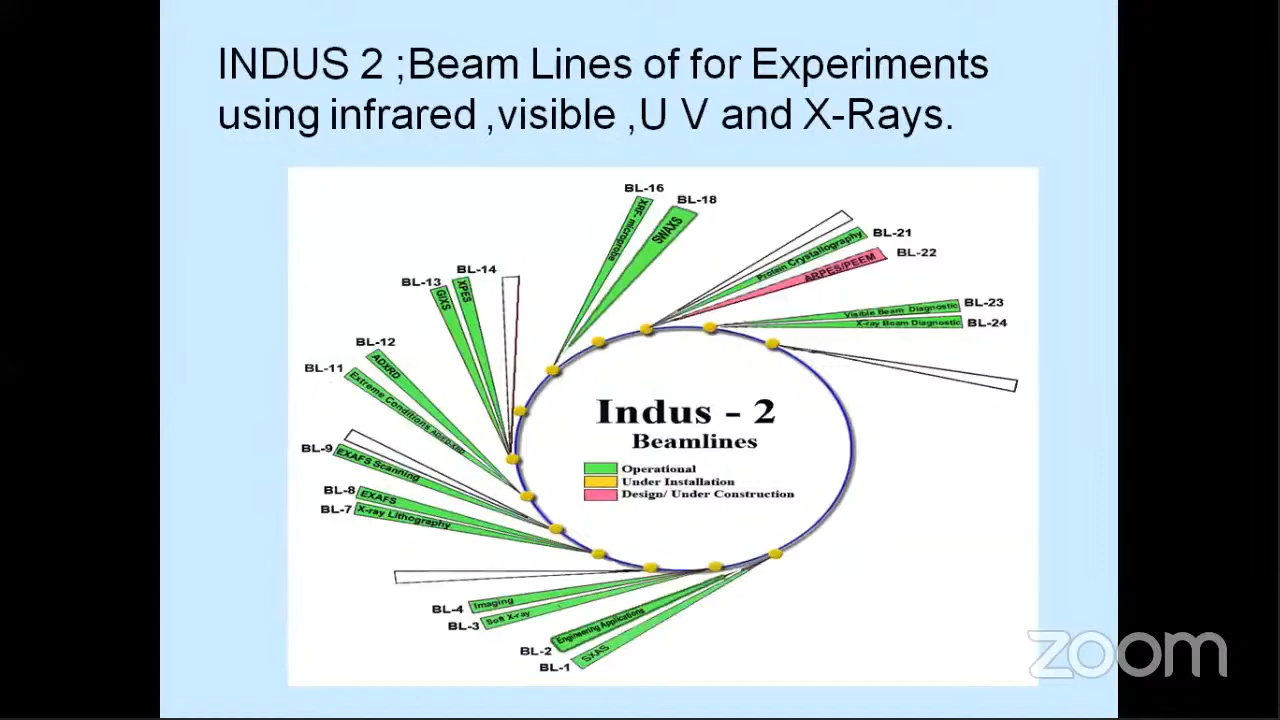 INDUS 2 ;Beam Lines of for Experiments
using infrared ,visible ,U V and X-Rays.
BL-16
XRF- microprobe
BL-18
SWAXS
BL-21
Protein Crystallography
BL-22
ARPES/PEEM
BL-14
XPES
BL-13
GIXS
BL-23
Visible Beam Diagnostic
BL-24
X-ray Beam Diagnostic
BL-12
ADXRD
BL-11
Extreme Conditions
Indus - 2
Beamlines
BL-9
EXAFS Scanning
Operational
Under Installation
Design/ Under Construction
BL-8
EXAFS
BL-7
X-ray Lithography
BL-4
Imaging
BL-3
Soft X-ray
BL-2
Engineering Applications
BL-1
SXAS
zoom